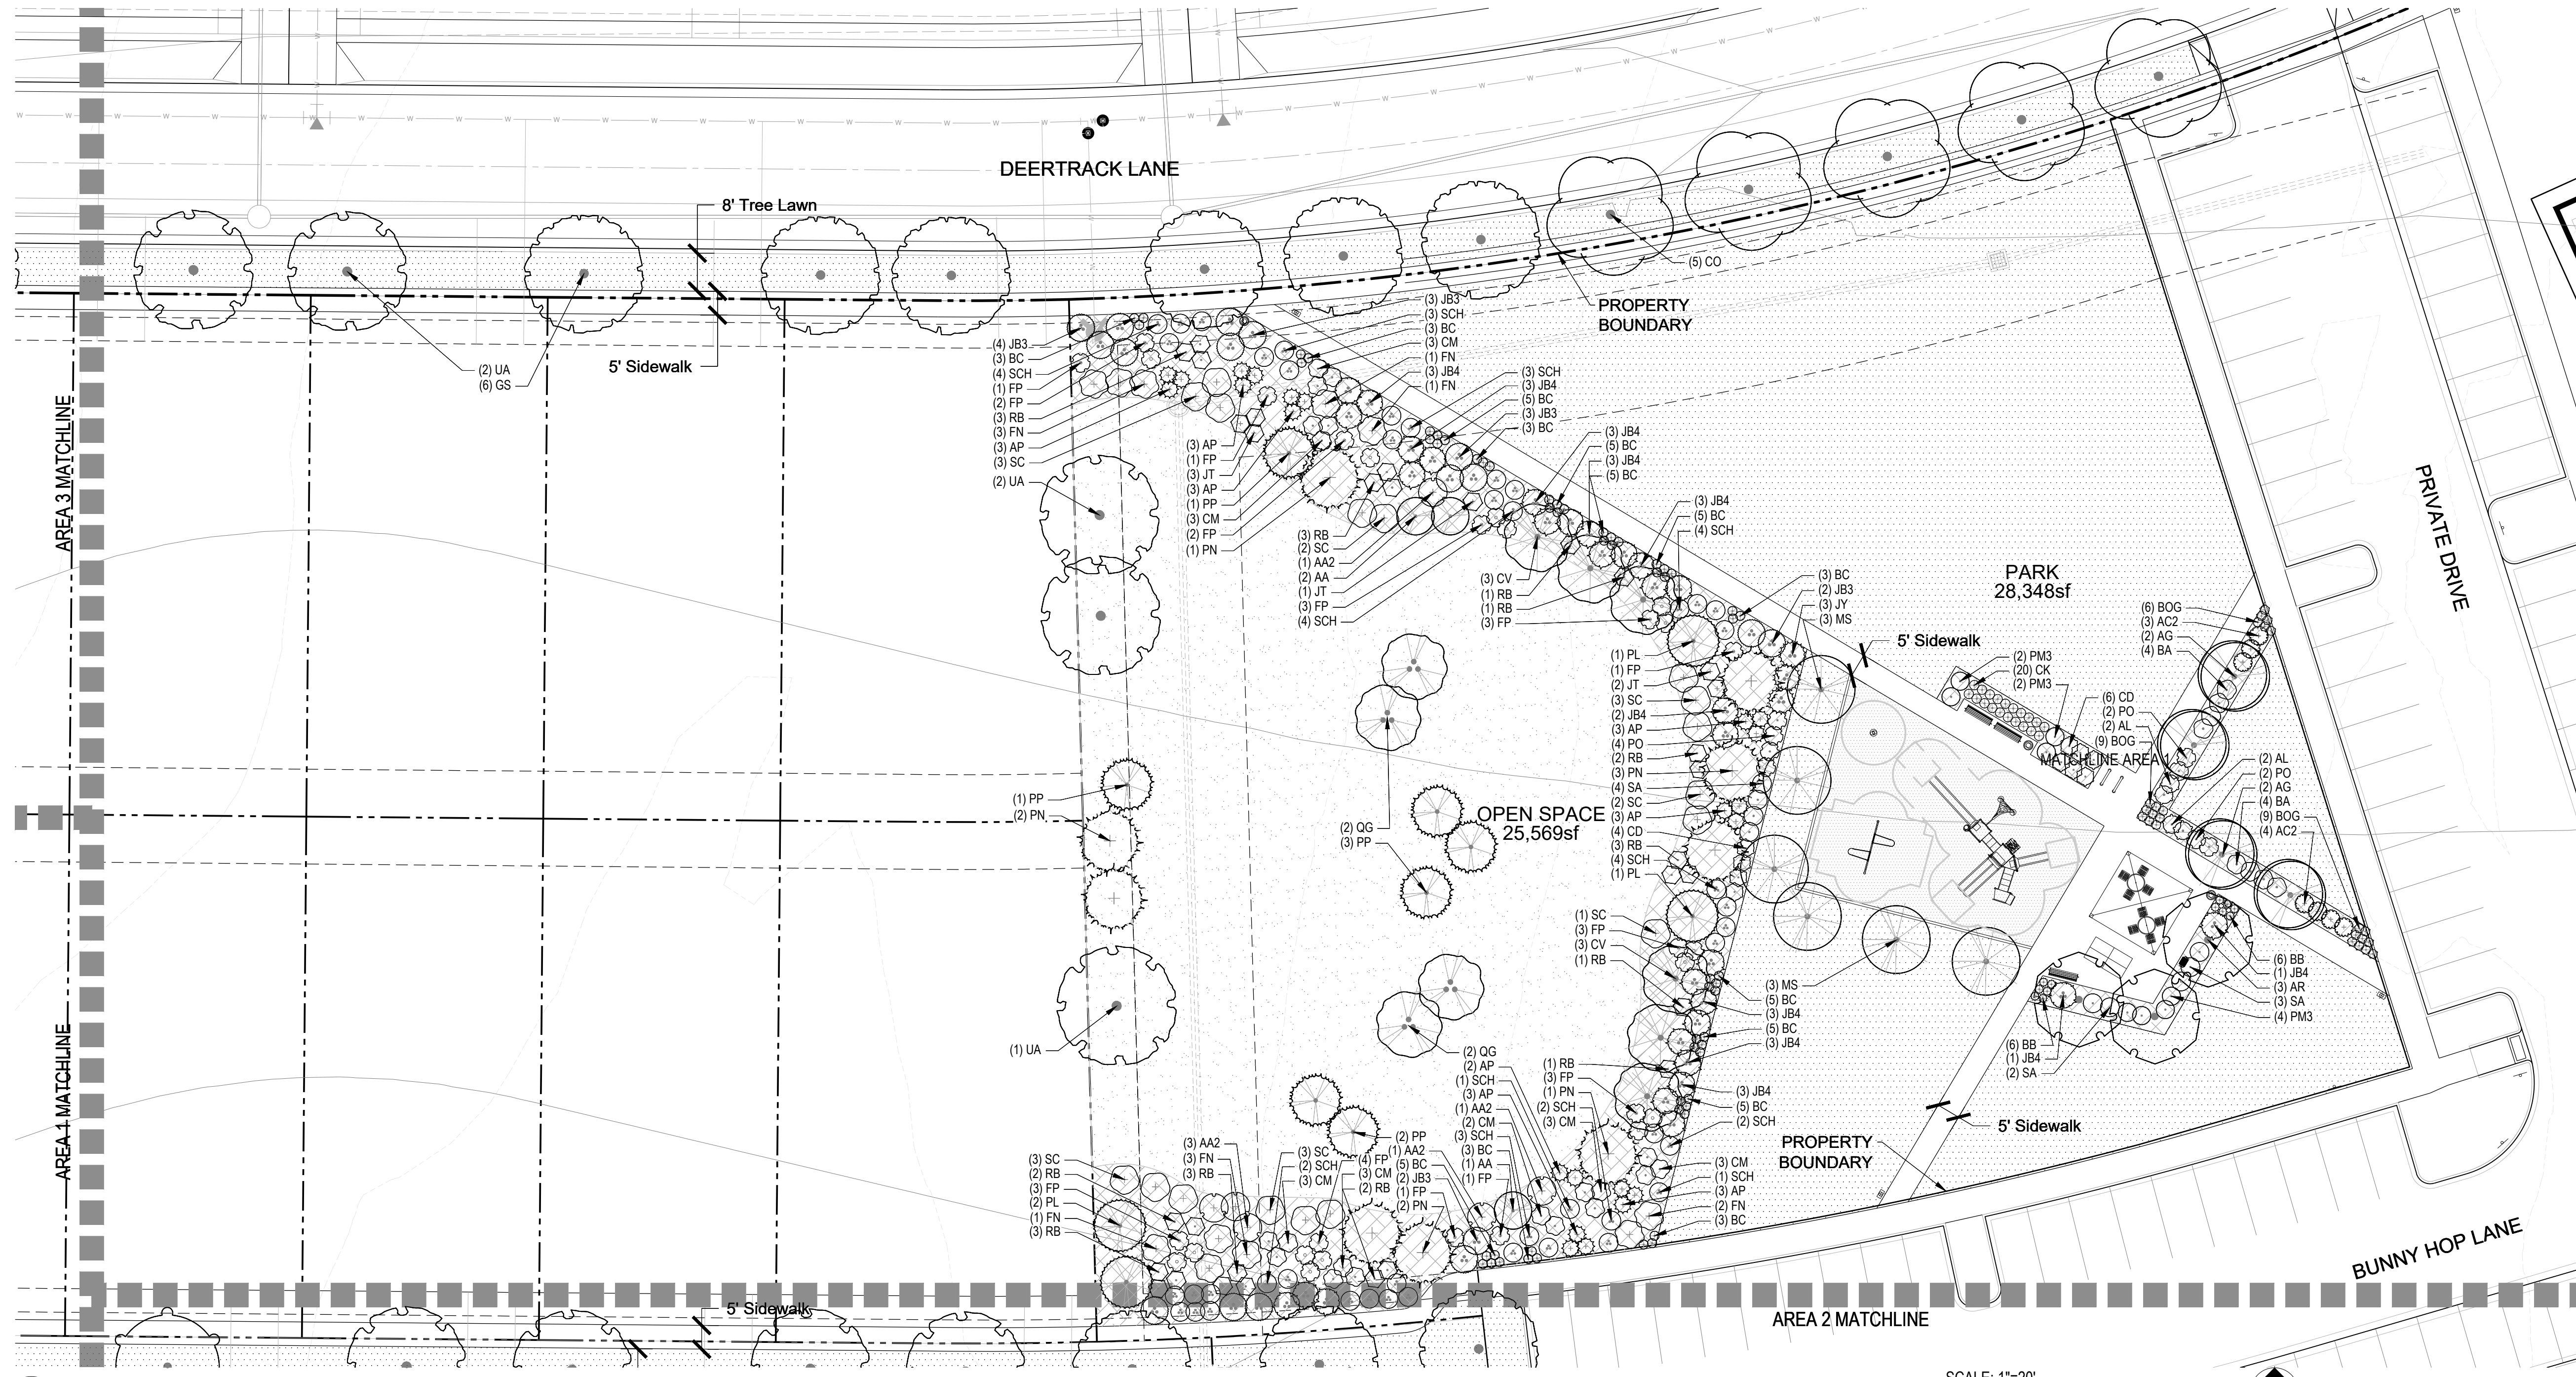 DEERTRACK LANE
8' Tree Lawn
(5) CO
PROPERTY
BOUNDARY
5' Sidewalk
(2) UA
(6) GS
AREA 3 MATCHLINE
(4) JB3
(3) BC
(4) SCH
(1) FP
(2) FP
(3) RB
(3) FN
(3) AP
(3) SC
(2) UA
(3) JB3
(3) SCH
(3) BC
(3) CM
(1) FN
(3) JB4
(1) FN
(3) SCH
(3) JB4
(5) BC
(3) JB3
(3) BC
(3) AP
(1) FP
(3) JT
(3) AP
(1) PP
(3) CM
(2) FP
(1) PN
(3) JB4
(5) BC
(3) JB4
(5) BC
(3) JB4
(5) BC
(4) SCH
(3) RB
(2) SC
(1) AA2
(2) AA
(1) JT
(3) FP
(4) SCH
(3) CV
(1) RB
(1) RB
(3) FP
(3) BC
(2) JB3
(3) JY
(3) MS
PARK
28,348sf
PRIVATE DRIVE
5' Sidewalk
(6) BOG
(3) AC2
(2) AG
(4) BA
(2) PM3
(20) CK
(2) PM3
(6) CD
(2) PO
(2) AL
(9) BOG
MATCHLINE AREA 1
(2) AL
(2) PO
(2) AG
(4) BA
(9) BOG
(4) AC2
(1) PL
(1) FP
(2) JT
(3) SC
(2) JB4
(3) AP
(4) PO
(2) RB
(3) PN
(4) SA
(2) SC
(3) AP
(4) CD
(3) RB
(4) SCH
(1) PL
(1) PP
(2) PN
(2) QG
(3) PP
OPEN SPACE
25,569sf
(1) SC
(3) FP
(3) CV
(1) RB
(3) MS
(5) BC
(3) JB4
(5) BC
(3) JB4
(6) BB
(1) JB4
(3) AR
(3) SA
(4) PM3
(6) BB
(1) JB4
(2) SA
AREA 1 MATCHLINE
(1) UA
(2) QG
(2) AP
(1) SCH
(3) AP
(1) AA2
(2) CM
(3) SCH
(3) BC
(1) AA
(1) FP
(1) RB
(3) FP
(1) PN
(2) SCH
(3) CM
(3) JB4
(5) BC
(2) SCH
5' Sidewalk
PROPERTY
BOUNDARY
(3) CM
(1) SCH
(3) AP
(2) FN
(3) BC
(3) SC
(2) RB
(3) FP
(2) PL
(1) FN
(3) RB
(3) AA2
(3) FN
(3) RB
(3) SC
(2) SCH
(3) CM
(4) FP
(3) CM
(2) RB
(2) PP
(1) AA2
(5) BC
(2) JB3
(1) FP
(2) PN
BUNNY HOP LANE
5' Sidewalk
AREA 2 MATCHLINE
SCALE: 1"=20'